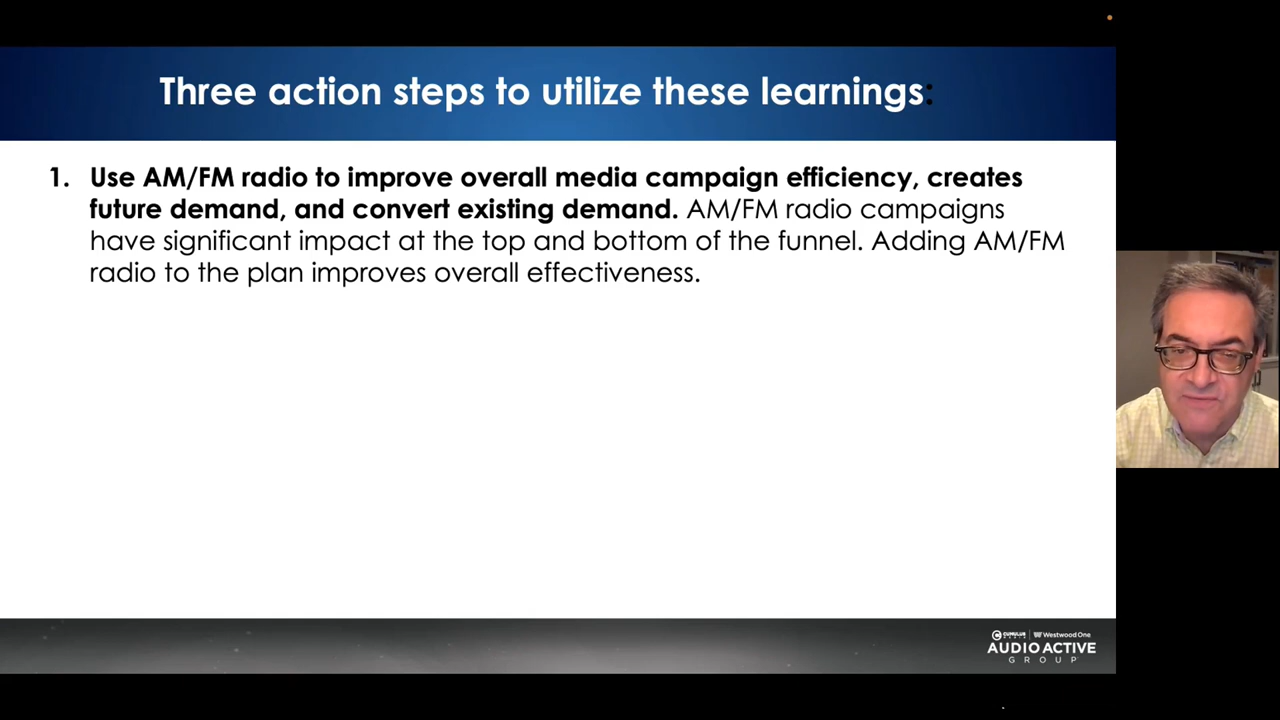 Three action steps to utilize these learnings:
1. Use AM/FM radio to improve overall media campaign efficiency, creates
future demand, and convert existing demand. AM/FM radio campaigns
have significant impact at the top and bottom of the funnel. Adding AM/FM
radio to the plan improves overall effectiveness.
CUMULUS MEDIA | Westwood One
AUDIO ACTIVE
GROUP